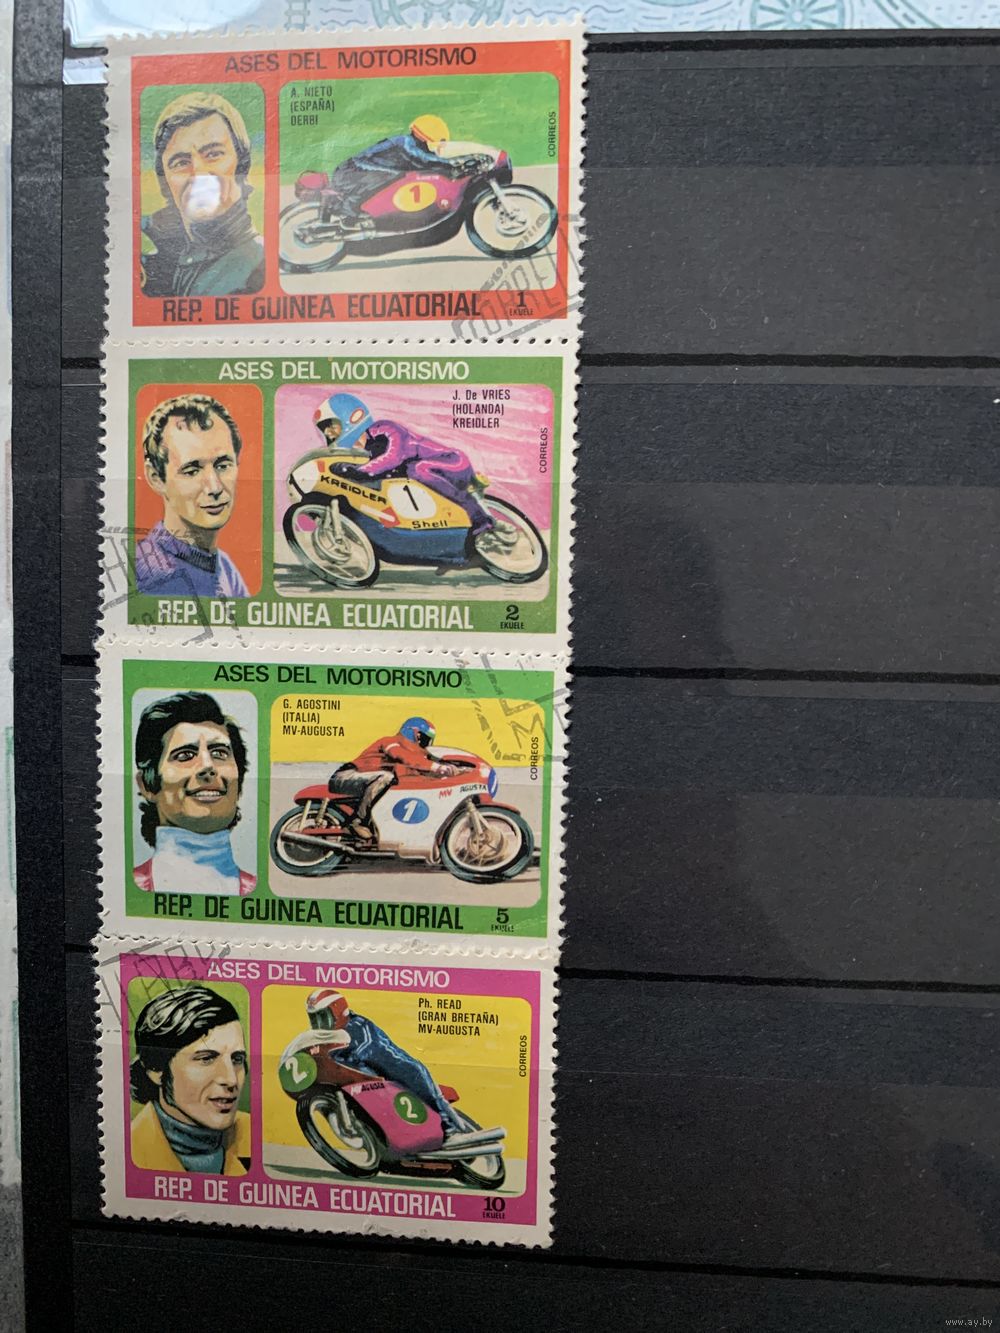 ASES DEL MOTORISMO
A. NIETO
(ESPAÑA)
DERBI
CORREOS
1
REP. DE GUINEA ECUATORIAL
1
EKUELE
ASES DEL MOTORISMO
J. De VRIES
(HOLANDA)
KREIDLER
CORREOS
KREIDLER
1
Shell
REP. DE GUINEA ECUATORIAL
2
EKUELE
ASES DEL MOTORISMO
G. AGOSTINI
(ITALIA)
MV-AUGUSTA
CORREOS
MV AGUSTA
1
REP. DE GUINEA ECUATORIAL
5
EKUELE
ASES DEL MOTORISMO
Ph. READ
(GRAN BRETAÑA)
MV-AUGUSTA
CORREOS
2
AGUSTA
2
REP. DE GUINEA ECUATORIAL
10
EKUELE
www.ay.by